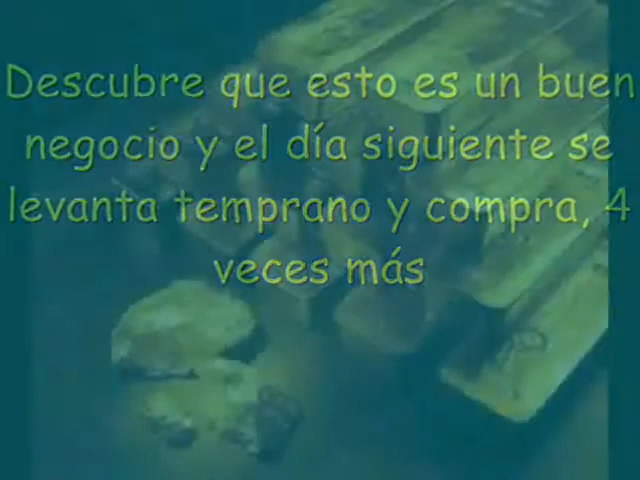 Descubre que esto es un buen
negocio y el día siguiente se
levanta temprano y compra, 4
veces más